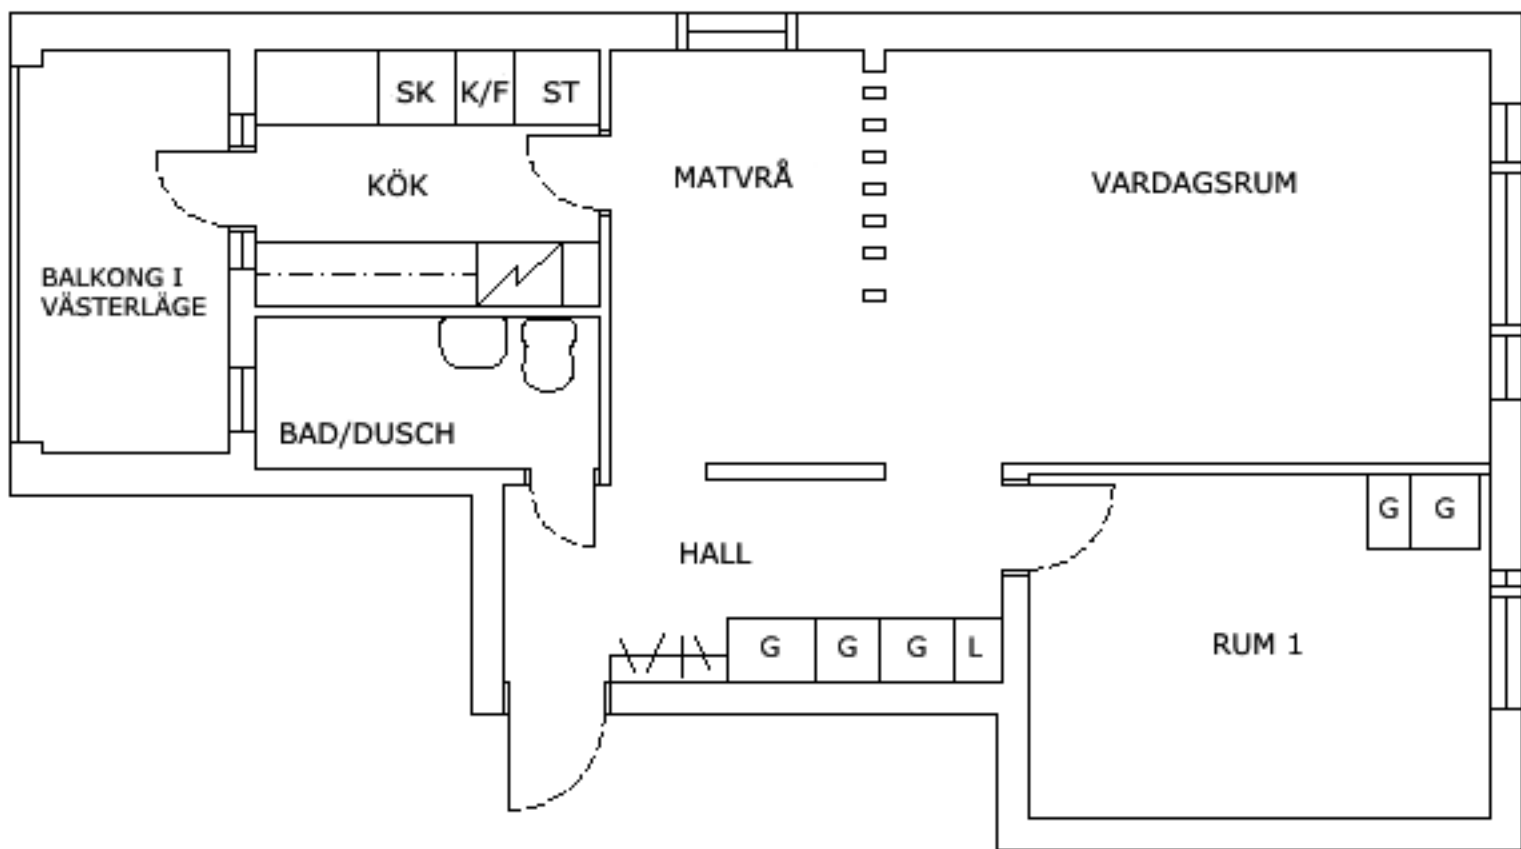 SK K/F ST
KÖK
MATVRÅ
VARDAGSRUM
BALKONG I
VÄSTERLÄGE
BAD/DUSCH
HALL
G G
G G G L
RUM 1